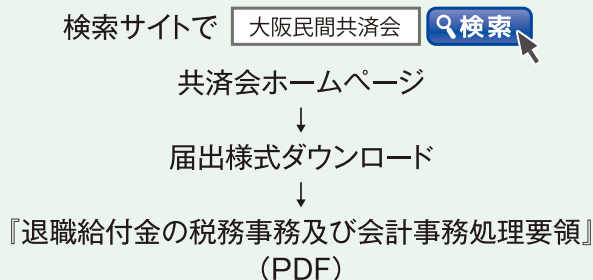 検索サイトで 大阪民間共済会 検索
共済会ホームページ
↓
届出様式ダウンロード
↓
『退職給付金の税務事務及び会計事務処理要領』
（PDF）